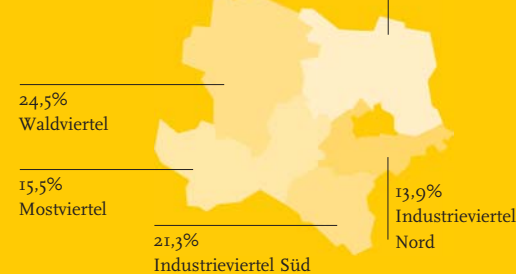 24,5%
Waldviertel
15,5%
Mostviertel
21,3%
Industrieviertel Süd
13,9%
Industrieviertel
Nord